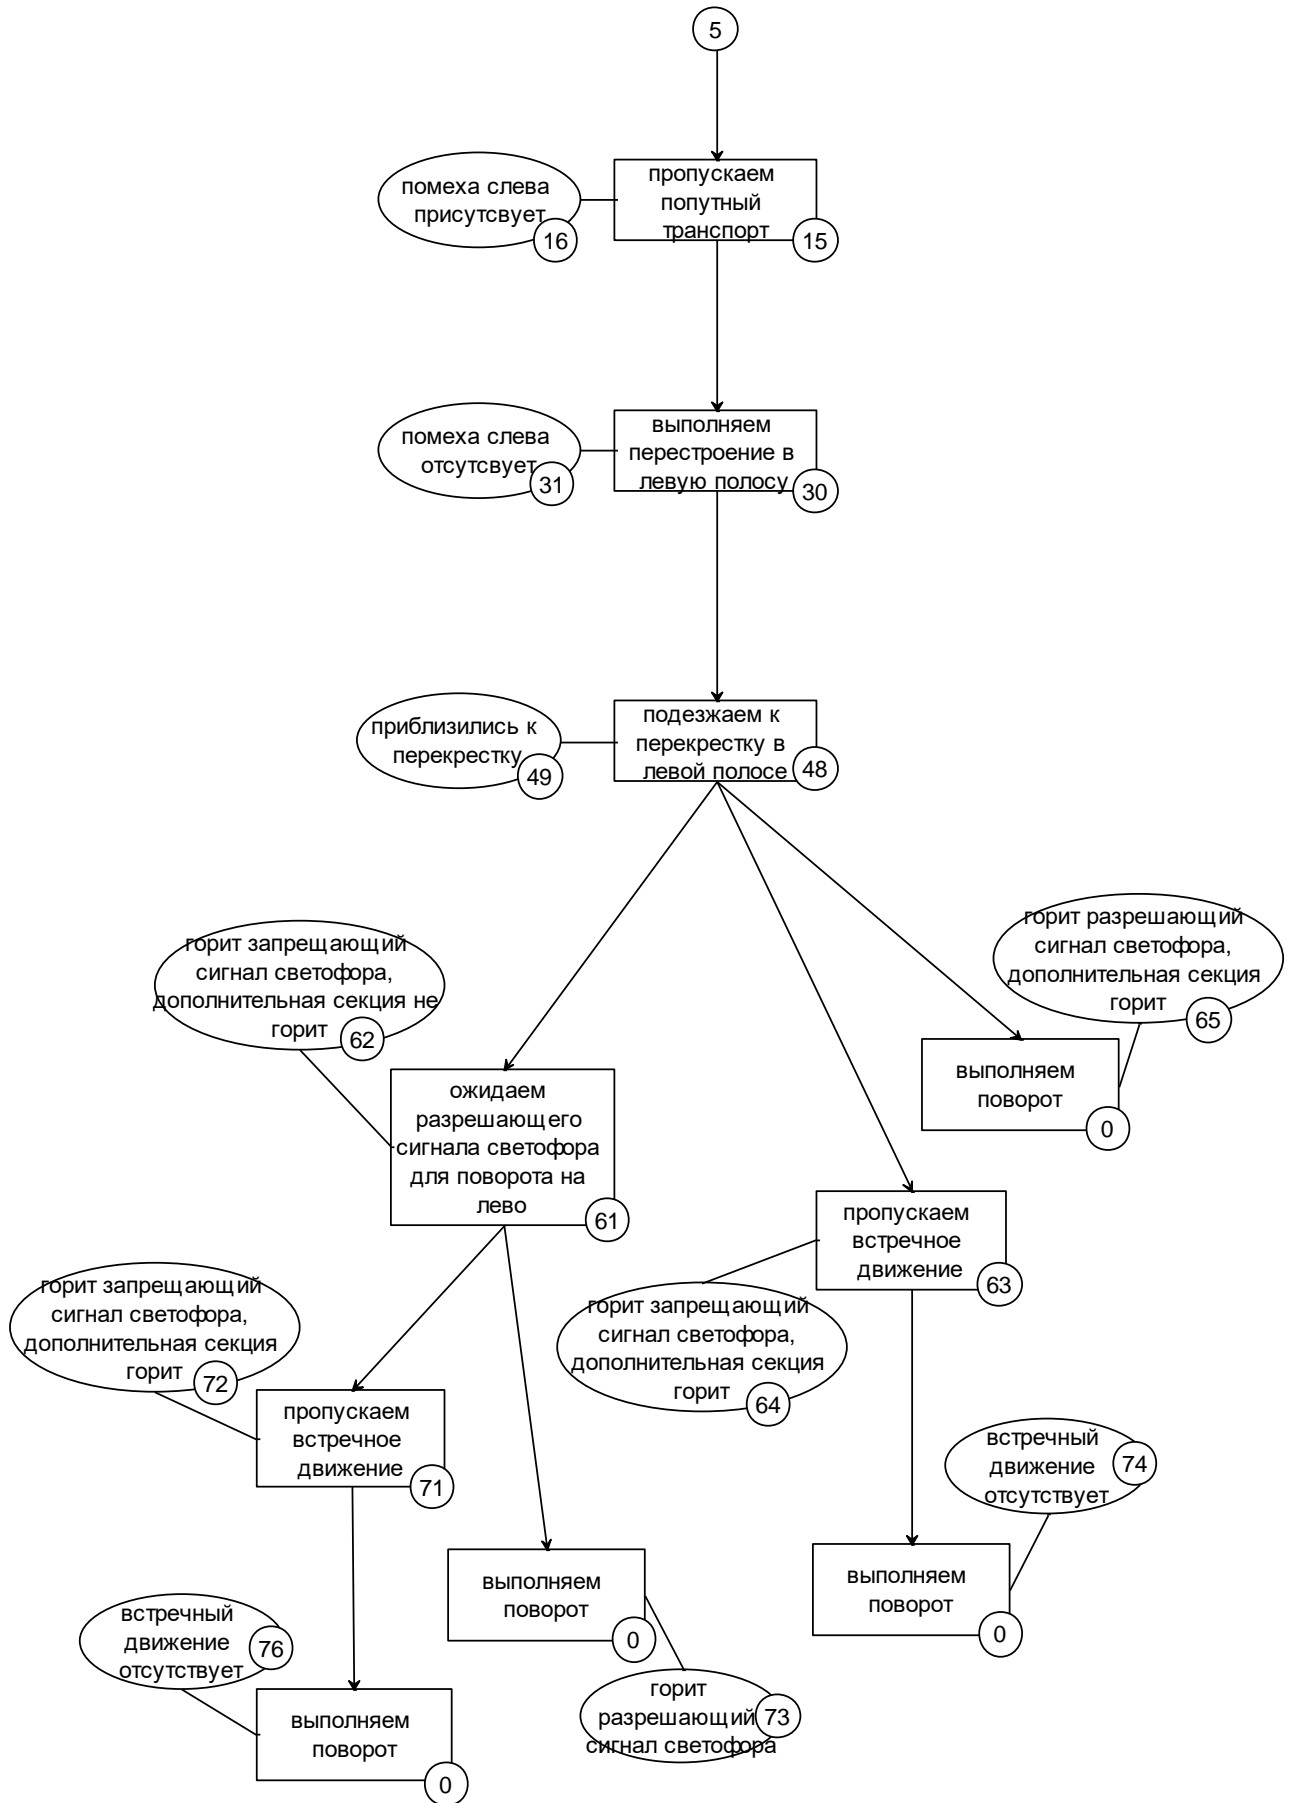 5
помеха слева
присутсвует
16
пропускаем
попутный
транспорт
15
помеха слева
отсутсвует
31
выполняем
перестроение в
левую полосу
30
приблизились к
перекрестку
49
подезжаем к
перекрестку в
левой полосе
48
горит запрещающий
сигнал светофора,
дополнительная секция не
горит
62
горит разрешающий
сигнал светофора,
дополнительная секция
горит
65
выполняем
поворот
0
ожидаем
разрешающего
сигнала светофора
для поворота на
лево
61
пропускаем
встречное
движение
63
горит запрещающий
сигнал светофора,
дополнительная секция
горит
72
горит запрещающий
сигнал светофора,
дополнительная секция
горит
64
пропускаем
встречное
движение
71
встречный
движение
отсутствует
74
выполняем
поворот
0
выполняем
поворот
0
встречный
движение
отсутствует
76
горит
разрешающий
сигнал светофора
73
выполняем
поворот
0